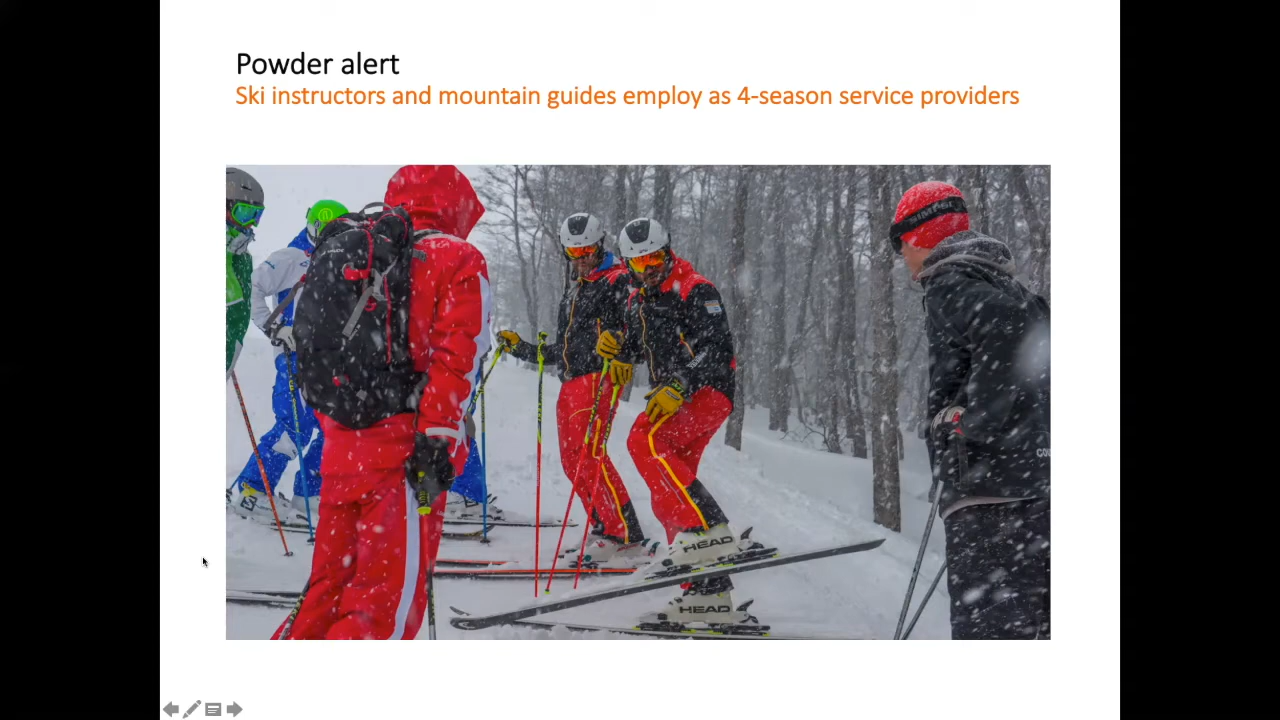 Powder alert
Ski instructors and mountain guides employ as 4-season service providers
HEAD
HEAD